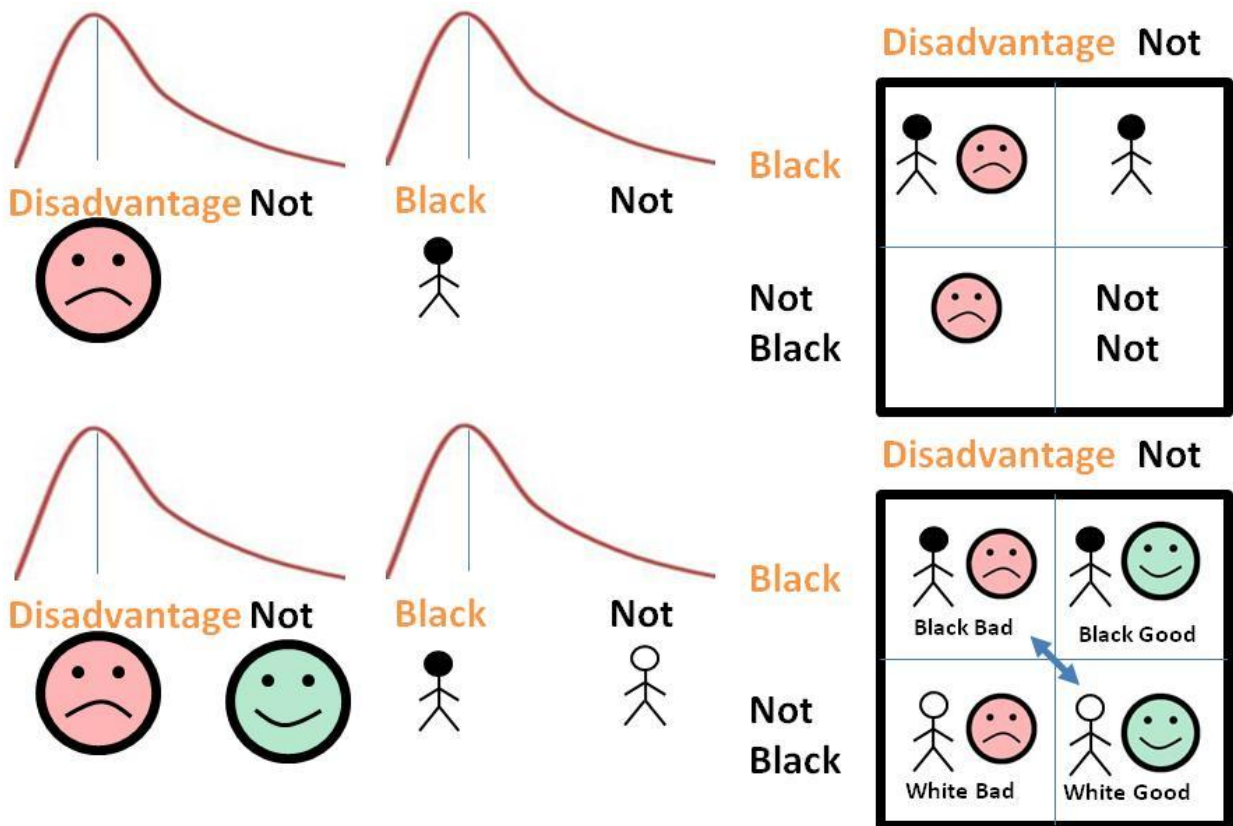 Disadvantage Not
Disadvantage Not
Black Not
Black
Not
Black
Not
Not
Disadvantage Not
Disadvantage Not
Black Not
Black
Black Bad
Black Good
Not
Black
White Bad
White Good